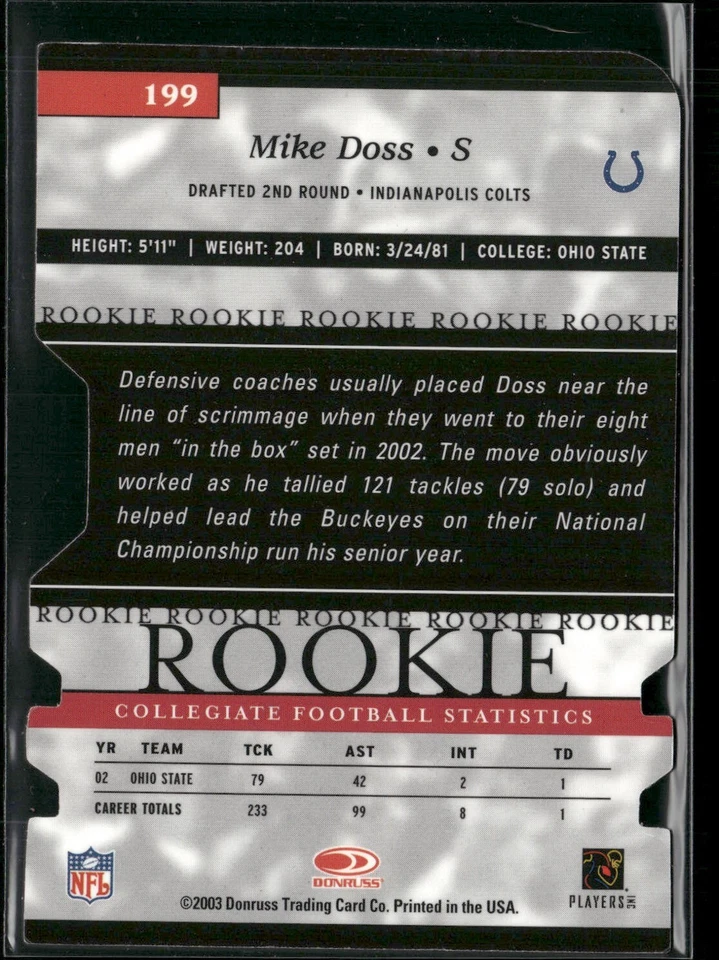 199
Mike Doss • S
DRAFTED 2ND ROUND • INDIANAPOLIS COLTS
HEIGHT: 5'11" | WEIGHT: 204 | BORN: 3/24/81 | COLLEGE: OHIO STATE
ROOKIE ROOKIE ROOKIE ROOKIE ROOKIE
Defensive coaches usually placed Doss near the
line of scrimmage when they went to their eight
men "in the box" set in 2002. The move obviously
worked as he tallied 121 tackles (79 solo) and
helped lead the Buckeyes on their National
Championship run his senior year.
ROOKIE ROOKIE ROOKIE ROOKIE ROOKIE
ROOKIE
COLLEGIATE FOOTBALL STATISTICS
YR TEAM TCK AST INT TD
02 OHIO STATE 79 42 2 1
CAREER TOTALS 233 99 8 1
NFL
DONRUSS
PLAYERS INC
©2003 Donruss Trading Card Co. Printed in the USA.